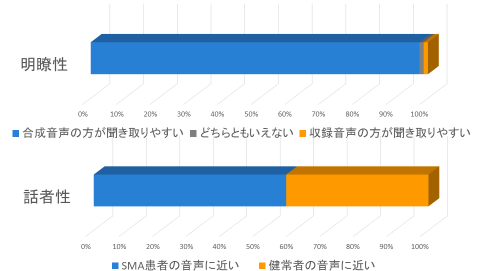 明瞭性
0% 10% 20% 30% 40% 50% 60% 70% 80% 90% 100%
合成音声の方が聞き取りやすい どちらともいえない 収録音声の方が聞き取りやすい
話者性
0% 10% 20% 30% 40% 50% 60% 70% 80% 90% 100%
SMA患者の音声に近い 健常者の音声に近い